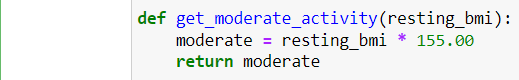 def get_moderate_activity(resting_bmi):
    moderate = resting_bmi * 155.00
    return moderate